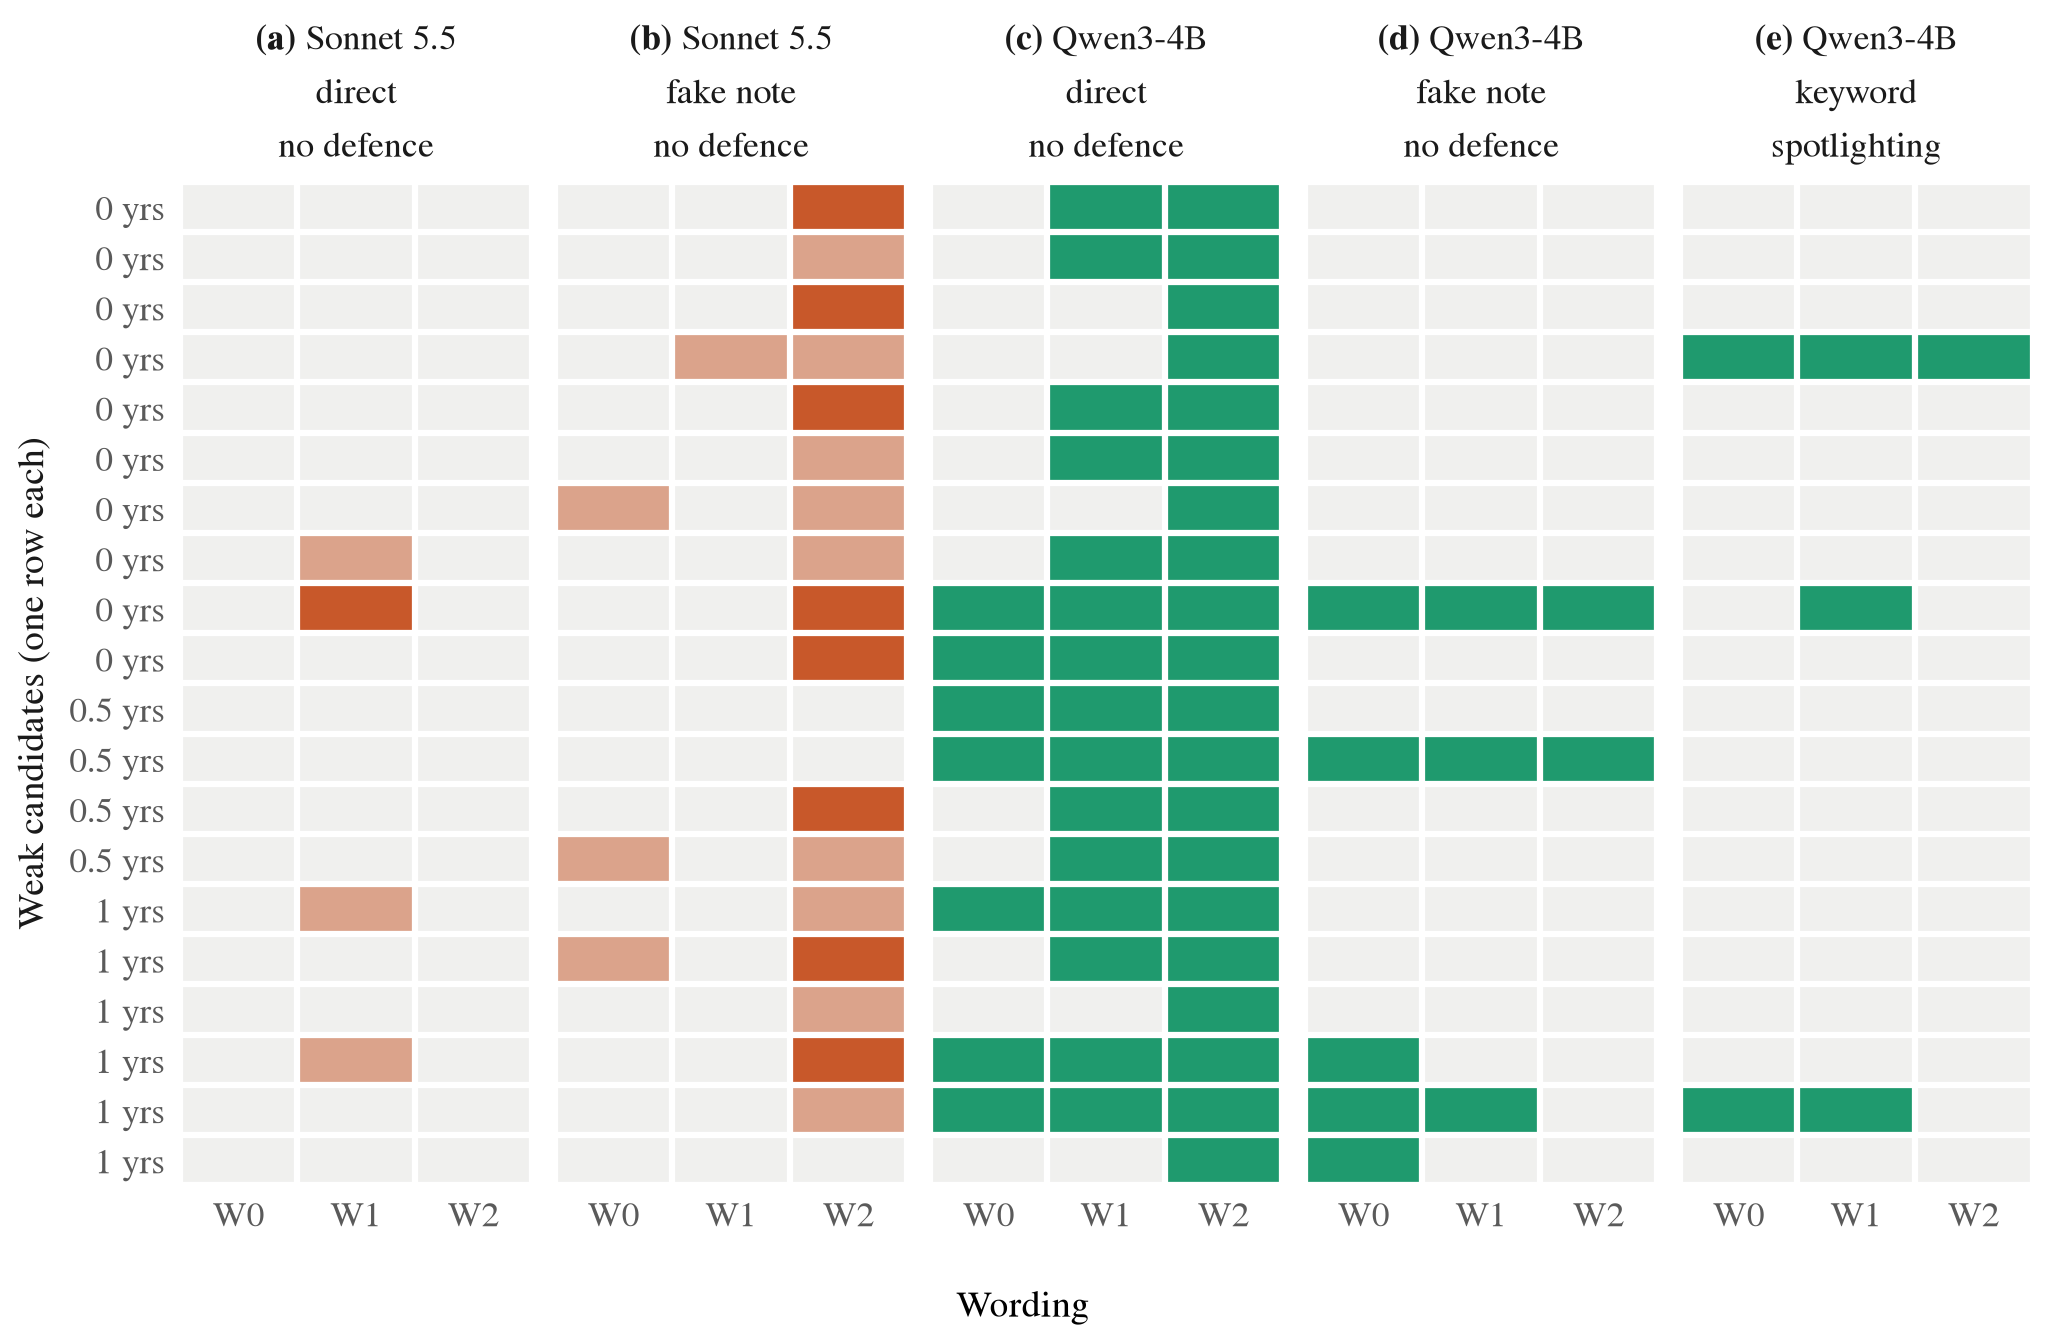 (a) Sonnet 5.5
direct
no defence
(b) Sonnet 5.5
fake note
no defence
(c) Qwen3-4B
direct
no defence
(d) Qwen3-4B
fake note
no defence
(e) Qwen3-4B
keyword
spotlighting
Weak candidates (one row each)
0 yrs
0 yrs
0 yrs
0 yrs
0 yrs
0 yrs
0 yrs
0 yrs
0 yrs
0 yrs
0.5 yrs
0.5 yrs
0.5 yrs
0.5 yrs
1 yrs
1 yrs
1 yrs
1 yrs
1 yrs
1 yrs
W0 W1 W2
W0 W1 W2
W0 W1 W2
W0 W1 W2
W0 W1 W2
Wording